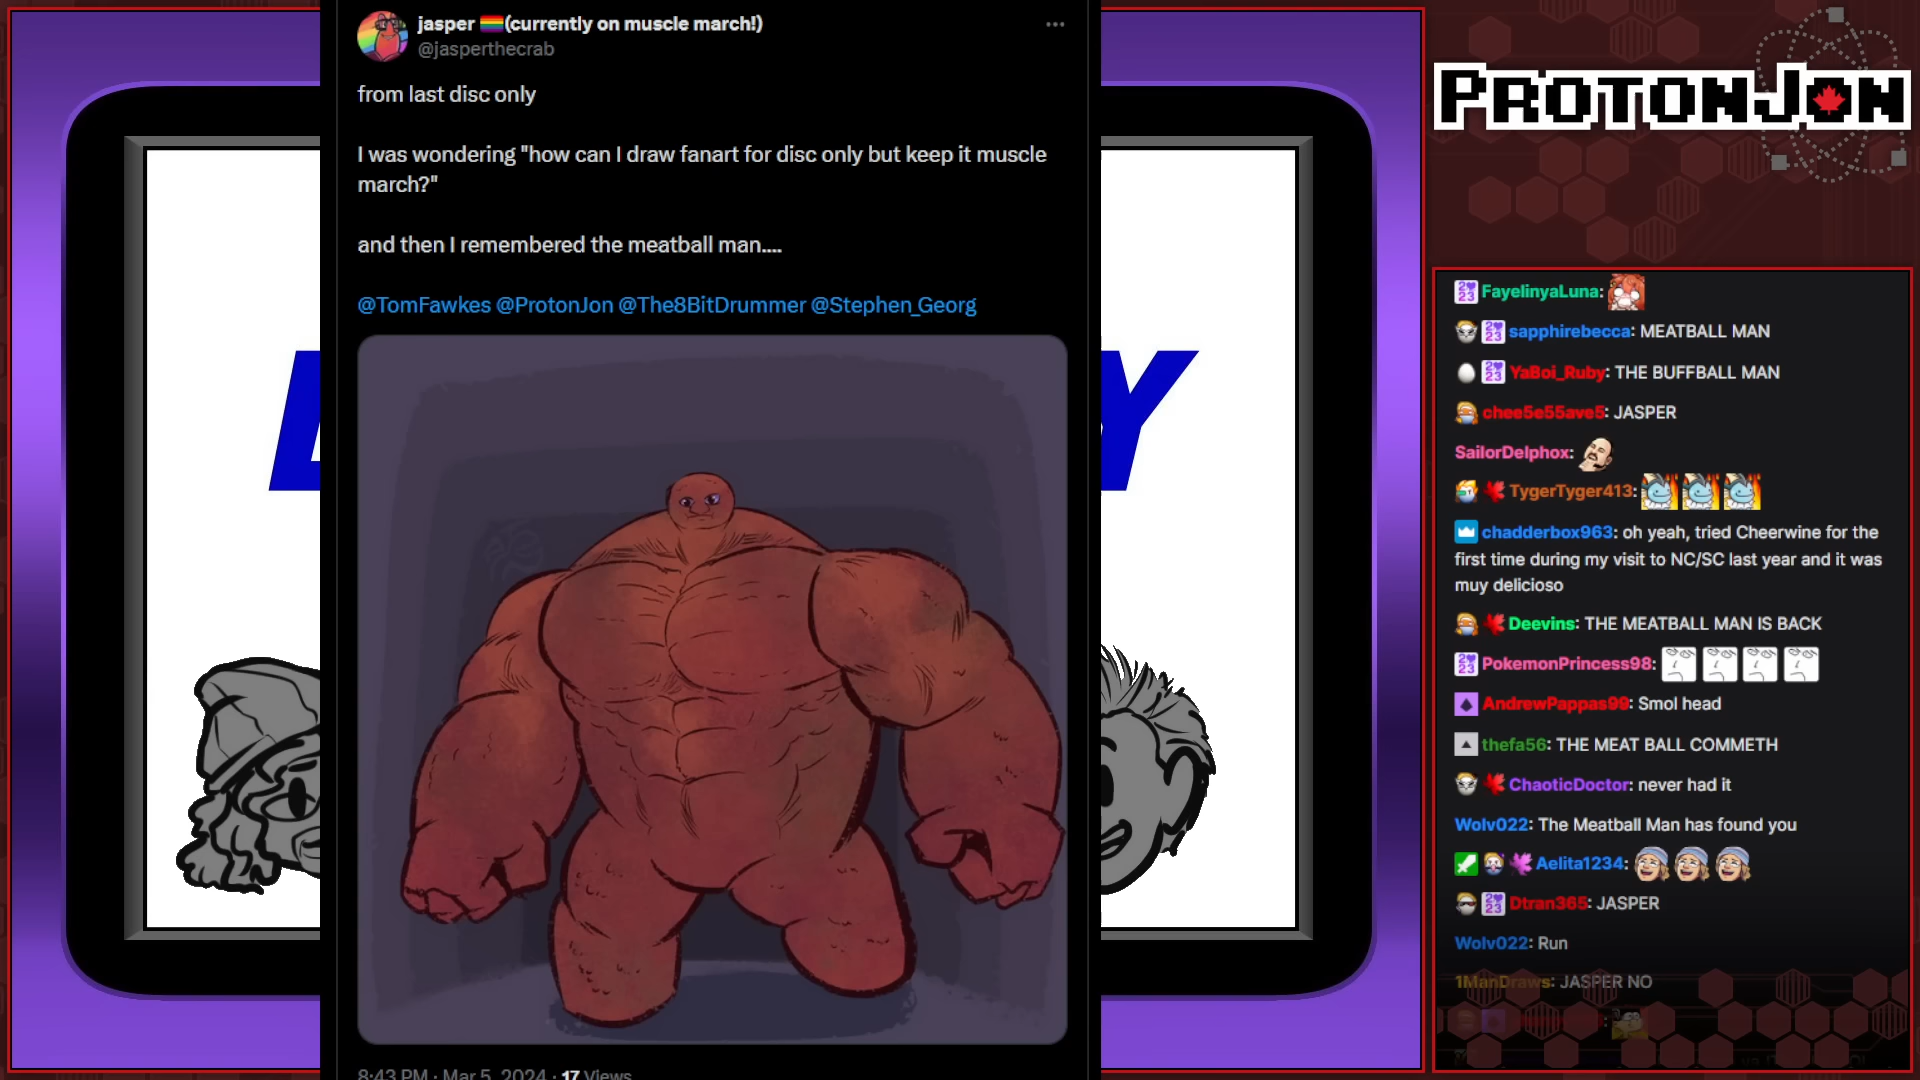 jasper 🏳️‍🌈(currently on muscle march!)
@jasperthecrab
from last disc only
I was wondering "how can I draw fanart for disc only but keep it muscle
march?"
and then I remembered the meatball man....
@TomFawkes @ProtonJon @The8BitDrummer @Stephen_Georg
8:43 PM · Mar 5, 2024 · 17 Views
Y
PROTONJON
FayelinyaLuna:
sapphirebecca: MEATBALL MAN
YaBoi_Ruby: THE BUFFBALL MAN
chee5e55ave5: JASPER
SailorDelphox:
TygerTyger413:
chadderbox963: oh yeah, tried Cheerwine for the
first time during my visit to NC/SC last year and it was
muy delicioso
Deevins: THE MEATBALL MAN IS BACK
PokemonPrincess98:
AndrewPappas99: Smol head
thefa56: THE MEAT BALL COMMETH
ChaoticDoctor: never had it
Wolv022: The Meatball Man has found you
Aelita1234:
Dtran365: JASPER
Wolv022: Run
1ManDraws: JASPER NO